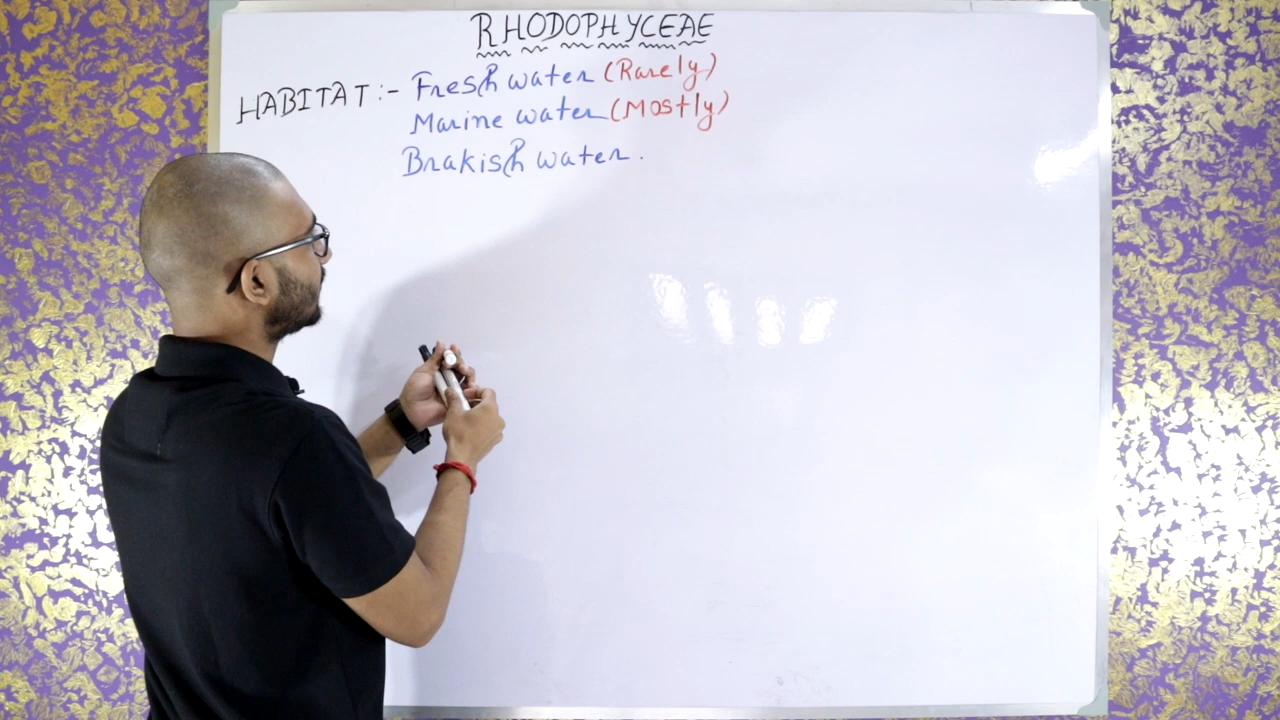 RHODOPHYCEAE
HABITAT:- Fresh water (Rarely)
Marine water (Mostly)
Brakish water.